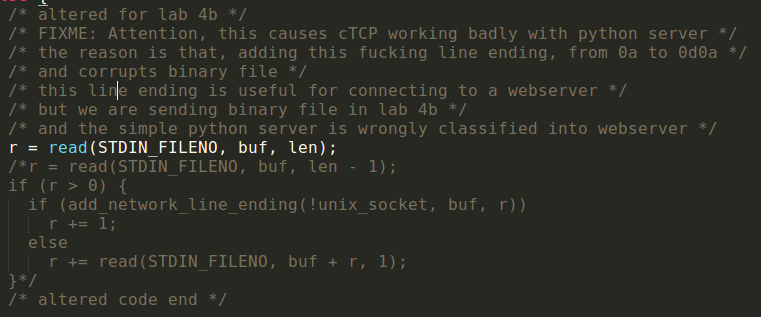 /* altered for lab 4b */
/* FIXME: Attention, this causes cTCP working badly with python server */
/* the reason is that, adding this fucking line ending, from 0a to 0d0a */
/* and corrupts binary file */
/* this line ending is useful for connecting to a webserver */
/* but we are sending binary file in lab 4b */
/* and the simple python server is wrongly classified into webserver */
r = read(STDIN_FILENO, buf, len);
/*r = read(STDIN_FILENO, buf, len - 1);
if (r > 0) {
  if (add_network_line_ending(!unix_socket, buf, r))
    r += 1;
  else
    r += read(STDIN_FILENO, buf + r, 1);
}*/
/* altered code end */